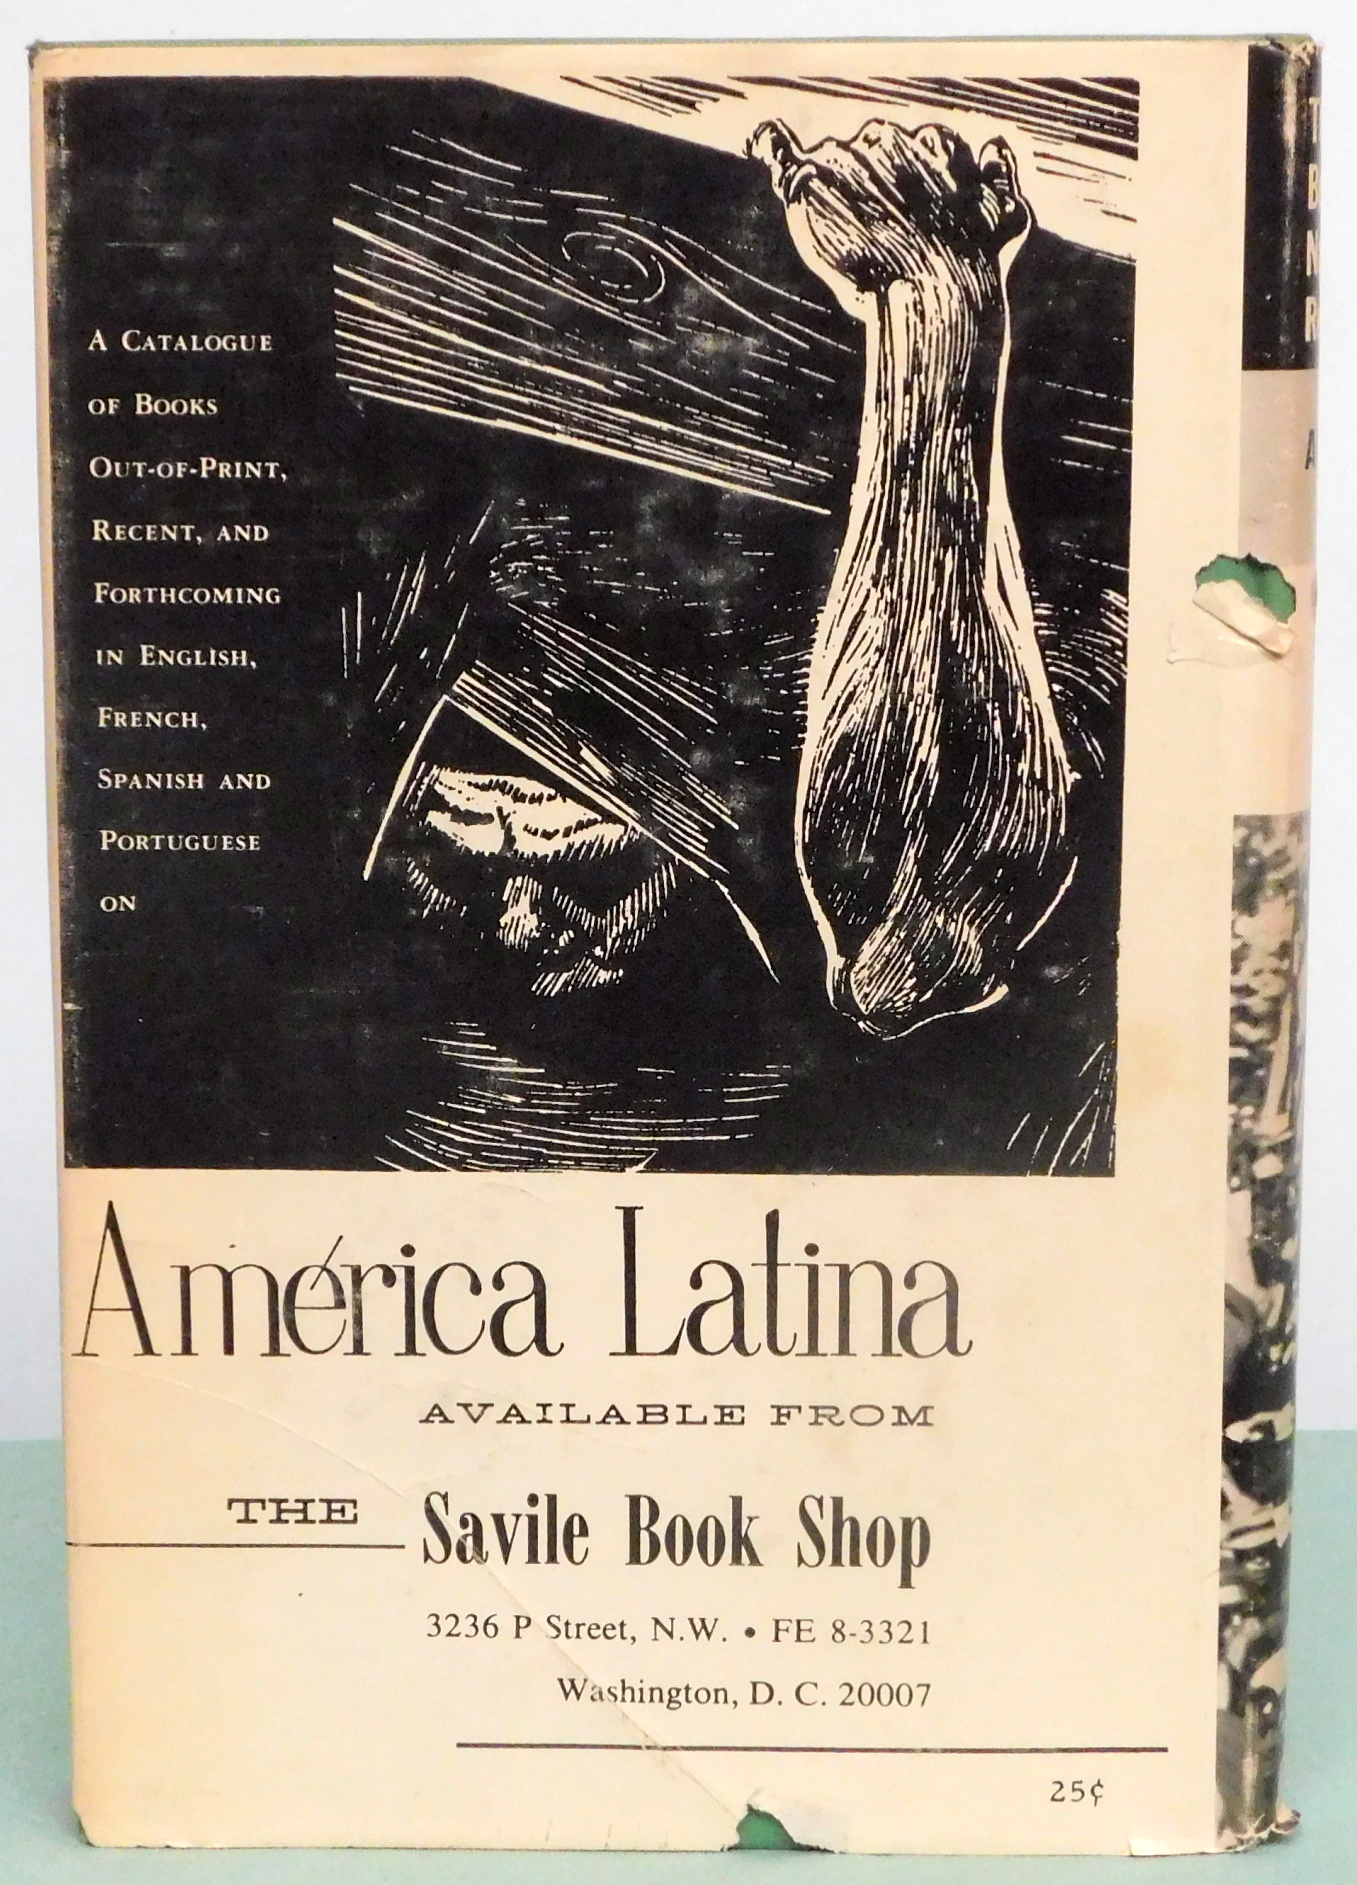 A CATALOGUE
OF BOOKS
OUT-OF-PRINT,
RECENT, AND
FORTHCOMING
IN ENGLISH,
FRENCH,
SPANISH AND
PORTUGUESE
ON
América Latina
AVAILABLE FROM
THE Savile Book Shop
3236 P Street, N.W. • FE 8-3321
Washington, D. C. 20007
25¢